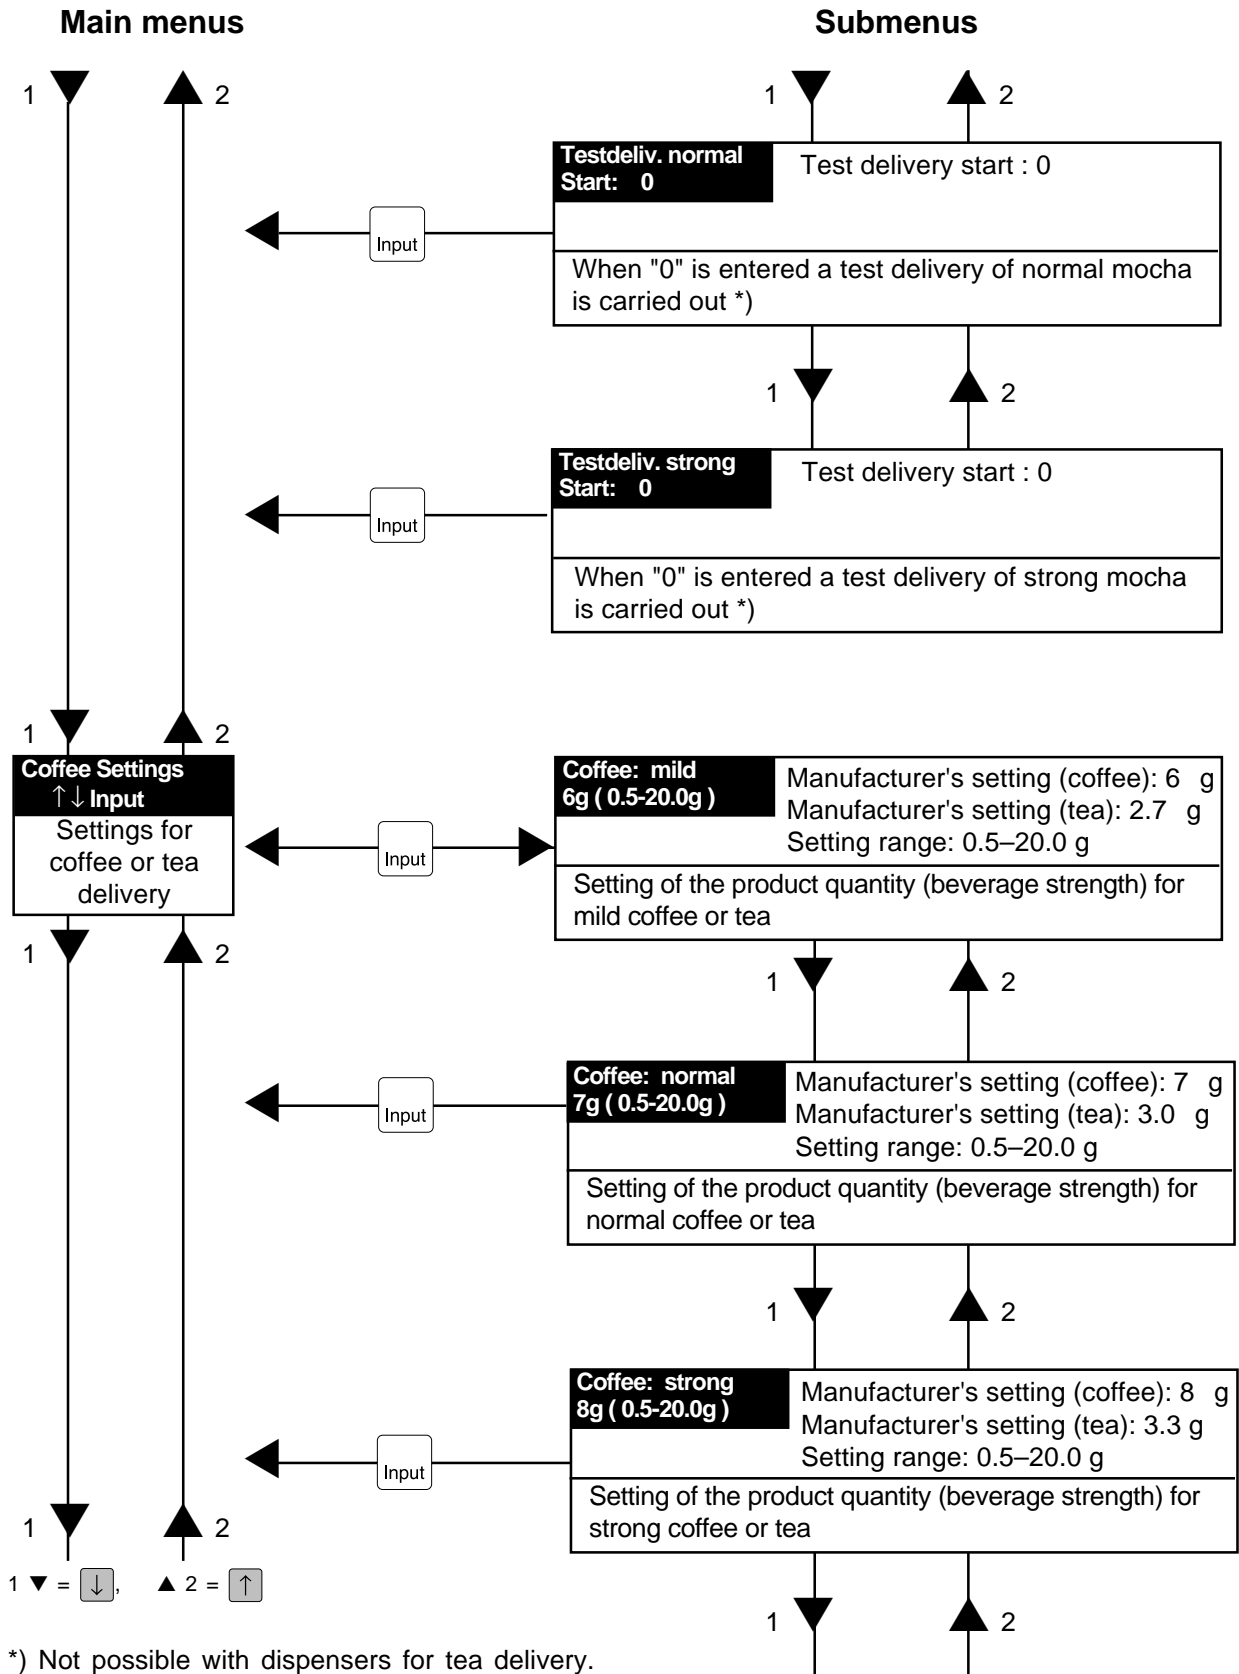 Main menus
Submenus
1
2
1
2
Testdeliv. normal
Start: 0
Test delivery start : 0
Input
When "0" is entered a test delivery of normal mocha
is carried out *)
1
2
Testdeliv. strong
Start: 0
Test delivery start : 0
Input
When "0" is entered a test delivery of strong mocha
is carried out *)
1
2
Coffee Settings
↑↓ Input
Settings for
coffee or tea
delivery
Input
Coffee: mild
6g ( 0.5-20.0g )
Manufacturer's setting (coffee): 6 g
Manufacturer's setting (tea): 2.7 g
Setting range: 0.5–20.0 g
Setting of the product quantity (beverage strength) for
mild coffee or tea
1
2
1
2
Input
Coffee: normal
7g ( 0.5-20.0g )
Manufacturer's setting (coffee): 7 g
Manufacturer's setting (tea): 3.0 g
Setting range: 0.5–20.0 g
Setting of the product quantity (beverage strength) for
normal coffee or tea
1
2
Input
Coffee: strong
8g ( 0.5-20.0g )
Manufacturer's setting (coffee): 8 g
Manufacturer's setting (tea): 3.3 g
Setting range: 0.5–20.0 g
Setting of the product quantity (beverage strength) for
strong coffee or tea
1
2
1 ▼ = ↓, ▲ 2 = ↑
1
2
*) Not possible with dispensers for tea delivery.